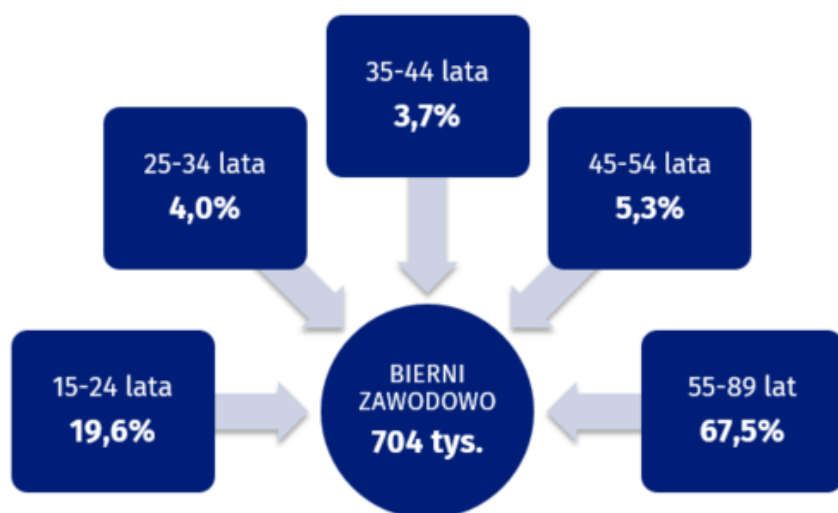 35-44 lata
3,7%
25-34 lata
4,0%
45-54 lata
5,3%
15-24 lata
19,6%
BIERNI
ZAWODOWO
704 tys.
55-89 lat
67,5%